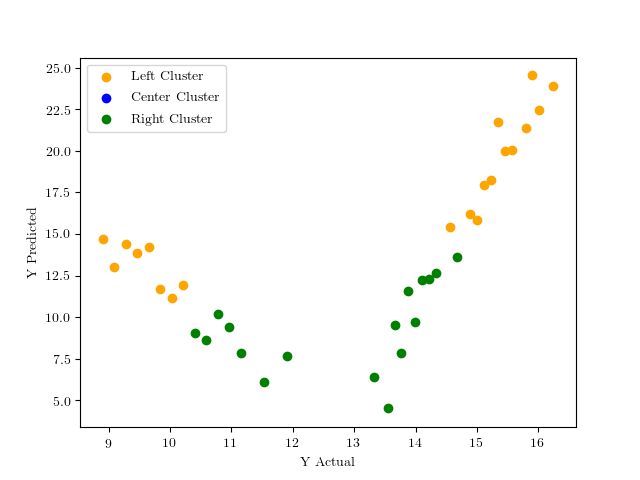 Left Cluster
Center Cluster
Right Cluster
25.0
22.5
20.0
17.5
15.0
12.5
10.0
7.5
5.0
Y Predicted
9 10 11 12 13 14 15 16
Y Actual